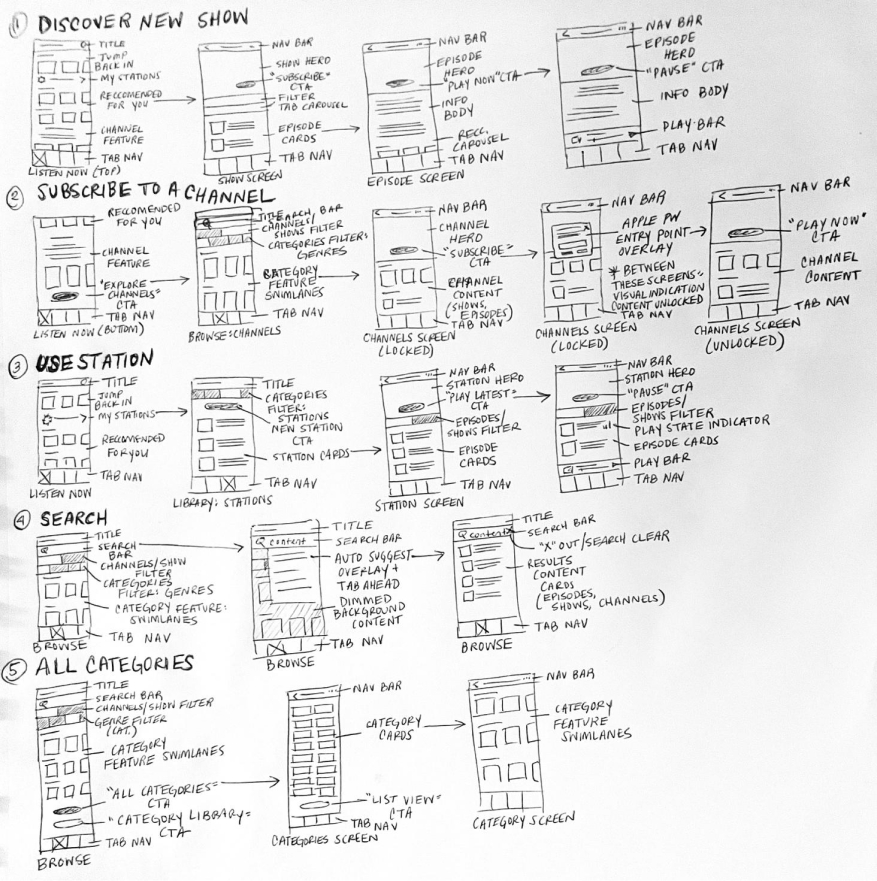 1 DISCOVER NEW SHOW
TITLE
JUMP
BACK IN
MY STATIONS
RECCOMENDED
FOR YOU
CHANNEL
FEATURE
TAB NAV
LISTEN NOW (TOP)
NAV BAR
SHOW HERO
"SUBSCRIBE"
CTA
FILTER
TAB CAROUSEL
EPISODE
CARDS
TAB NAV
SHOW SCREEN
NAV BAR
EPISODE
HERO
"PLAY NOW" CTA
INFO
BODY
RECC.
CAROUSEL
TAB NAV
EPISODE SCREEN
NAV BAR
EPISODE
HERO
"PAUSE" CTA
INFO BODY
PLAY-BAR
TAB NAV
2 SUBSCRIBE TO A CHANNEL
RECCOMENDED
FOR YOU
CHANNEL
FEATURE
"EXPLORE
CHANNELS"
CTA
TAB NAV
LISTEN NOW (BOTTOM)
Q
TITLE
SEARCH BAR
CHANNELS/
SHOWS FILTER
CATEGORIES FILTER:
GENRES
CATEGORY
FEATURE
SWIMLANES
TAB NAV
BROWSE: CHANNELS
NAV BAR
CHANNEL
HERO
"SUBSCRIBE"
CTA
CHANNEL
CONTENT
(SHOWS,
EPISODES)
TAB NAV
CHANNELS SCREEN
(LOCKED)
NAV BAR
APPLE PW
ENTRY POINT
OVERLAY
* BETWEEN
THESE SCREENS:
VISUAL INDICATION
CONTENT UNLOCKED
TAB NAV
CHANNELS SCREEN
(LOCKED)
NAV BAR
"PLAY NOW"
CTA
CHANNEL
CONTENT
TAB NAV
CHANNELS SCREEN
(UNLOCKED)
3 USE STATION
TITLE
JUMP
BACK IN
MY STATIONS
RECOMMENDED
FOR YOU
TAB NAV
LISTEN NOW
TITLE
CATEGORIES
FILTER:
STATIONS
NEW STATION
CTA
STATION CARDS
TAB NAV
LIBRARY: STATIONS
NAV BAR
STATION HERO
"PLAY LATEST"
CTA
EPISODES/
SHOWS FILTER
EPISODE
CARDS
TAB NAV
STATION SCREEN
NAV BAR
STATION HERO
"PAUSE" CTA
EPISODES/
SHOWS FILTER
PLAY STATE INDICATOR
EPISODE CARDS
PLAY BAR
TAB NAV
4 SEARCH
Q
TITLE
SEARCH
BAR
CHANNELS/SHOW
FILTER
CATEGORIES
FILTER: GENRES
CATEGORY FEATURE:
SWIMLANES
TAB NAV
BROWSE
Q content
TITLE
SEARCH BAR
AUTO SUGGEST
OVERLAY +
TAB AHEAD
DIMMED
BACKGROUND
CONTENT
TAB NAV
BROWSE
Q content X
TITLE
SEARCH BAR
"X" OUT/SEARCH CLEAR
RESULTS
CONTENT
CARDS
(EPISODES,
SHOWS, CHANNELS)
TAB NAV
BROWSE
5 ALL CATEGORIES
TITLE
SEARCH BAR
CHANNELS/SHOW FILTER
GENRE FILTER
(CAT.)
CATEGORY
FEATURE SWIMLANES
"ALL CATEGORIES"
CTA
"CATEGORY LIBRARY"
CTA
TAB NAV
BROWSE
NAV BAR
CATEGORY
CARDS
"LIST VIEW"
CTA
TAB NAV
CATEGORIES SCREEN
NAV BAR
CATEGORY
FEATURE
SWIMLANES
CATEGORY SCREEN